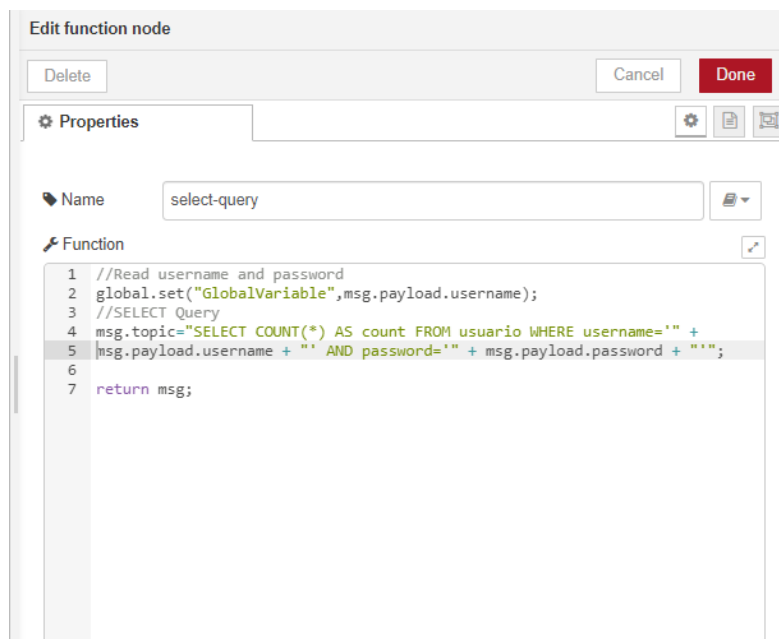 Edit function node
Delete
Cancel
Done
Properties
Name
select-query
Function
1 //Read username and password
2 global.set("GlobalVariable",msg.payload.username);
3 //SELECT Query
4 msg.topic="SELECT COUNT(*) AS count FROM usuario WHERE username='" +
5 msg.payload.username + "' AND password='" + msg.payload.password + "'";
6
7 return msg;